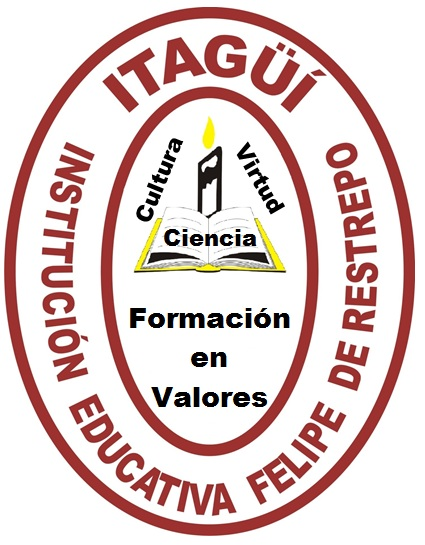 ITAGÜÍ
INSTITUCIÓN EDUCATIVA FELIPE DE RESTREPO
Cultura
Virtud
Ciencia
Formación
en
Valores